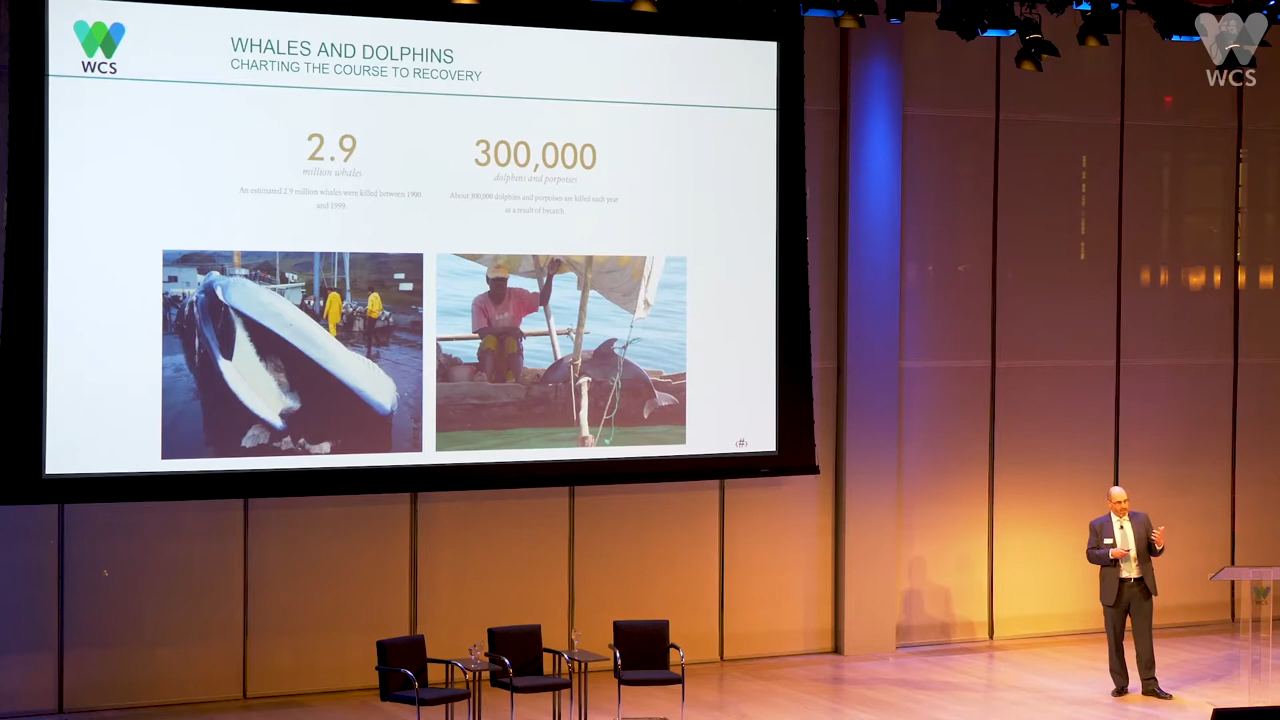 WCS
WHALES AND DOLPHINS
CHARTING THE COURSE TO RECOVERY
2.9
million whales
An estimated 2.9 million whales were killed between 1900
and 1999.
300,000
dolphins and porpoises
About 300,000 dolphins and porpoises are killed each year
as a result of bycatch.
‹#›
WCS